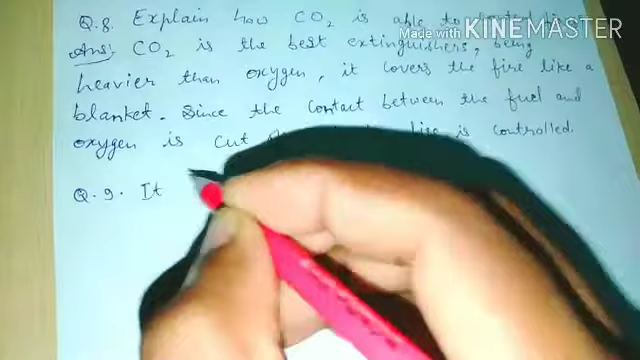 Q.8. Explain how CO2 is able to
Made with KINEMASTER
Ans: CO2 is the best extinguishers, being
heavier than oxygen, it covers the fire like a
blanket. Since the contact between the fuel and
oxygen is cut is controlled.
Q.9. It